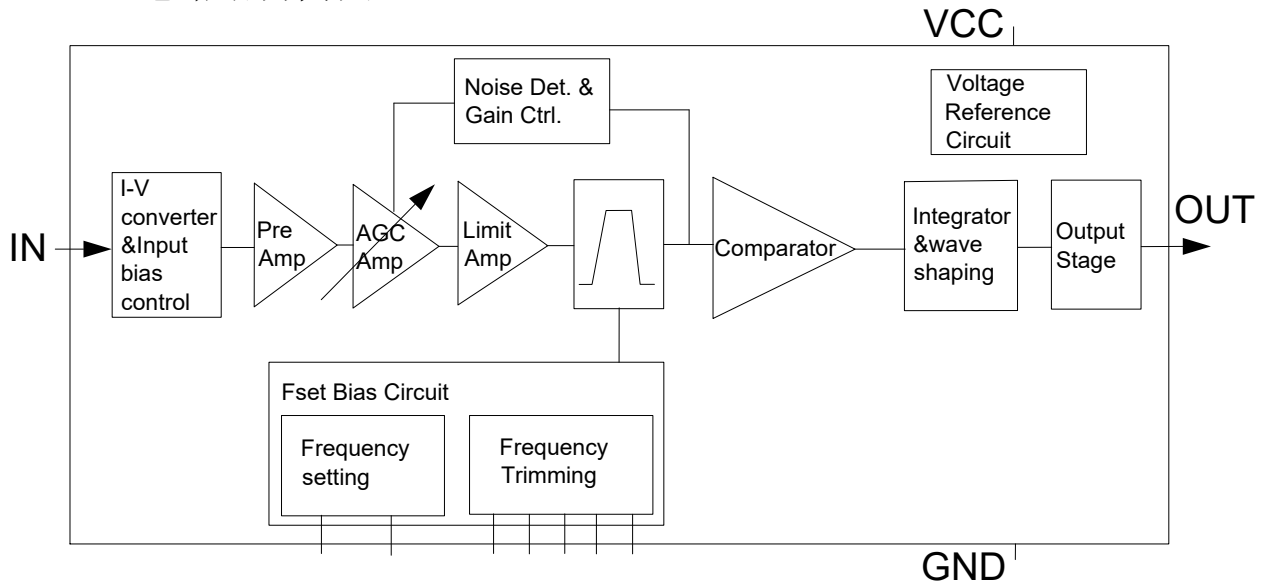 VCC
Noise Det. &
Gain Ctrl.
Voltage
Reference
Circuit
IN
I-V
converter
&Input
bias
control
Pre
Amp
AGC
Amp
Limit
Amp
Comparator
Integrator
&wave
shaping
Output
Stage
OUT
Fset Bias Circuit
Frequency
setting
Frequency
Trimming
GND